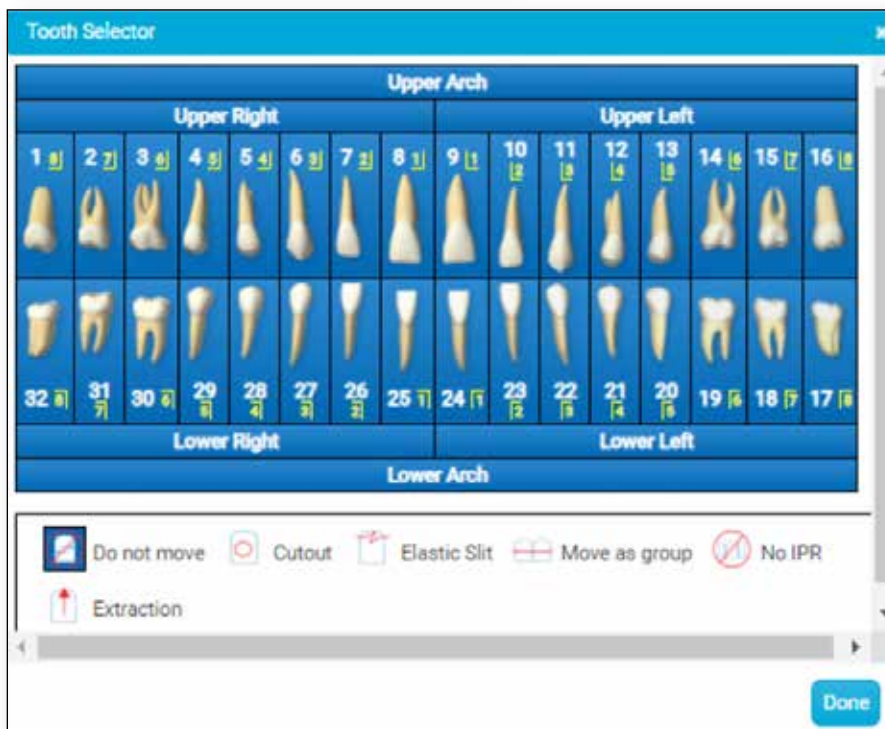 Tooth Selector
Upper Arch
Upper Right Upper Left
1 8 2 7 3 6 4 5 5 4 6 3 7 2 8 1 9 1 10 2 11 3 12 4 13 5 14 6 15 7 16 8
32 8 31 7 30 6 29 5 28 4 27 3 26 2 25 1 24 1 23 2 22 3 21 4 20 5 19 6 18 7 17 8
Lower Right Lower Left
Lower Arch
Do not move Cutout Elastic Slit Move as group No IPR
Extraction
Done